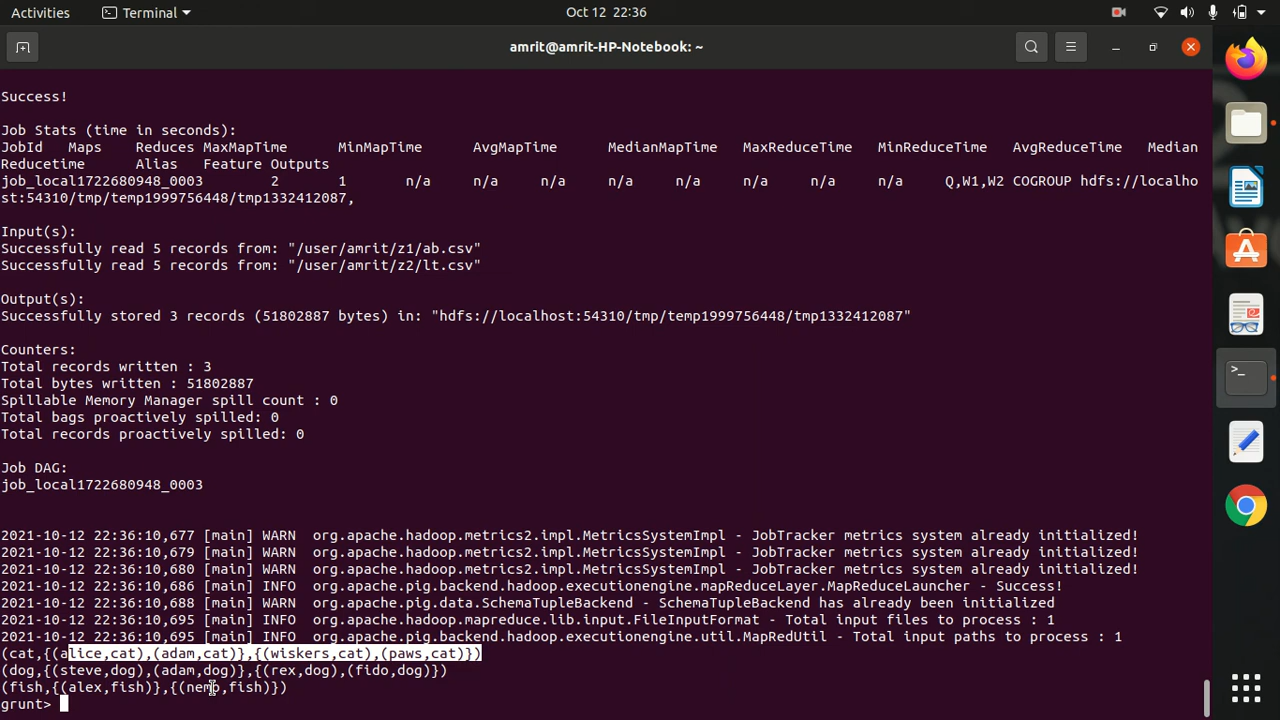 Activities Terminal Oct 12 22:36
amrit@amrit-HP-Notebook: ~
Success!
Job Stats (time in seconds):
JobId Maps Reduces MaxMapTime MinMapTime AvgMapTime MedianMapTime MaxReduceTime MinReduceTime AvgReduceTime Median
Reducetime Alias Feature Outputs
job_local1722680948_0003 2 1 n/a n/a n/a n/a n/a n/a n/a Q,W1,W2 COGROUP hdfs://localho
st:54310/tmp/temp1999756448/tmp1332412087,
Input(s):
Successfully read 5 records from: "/user/amrit/z1/ab.csv"
Successfully read 5 records from: "/user/amrit/z2/lt.csv"
Output(s):
Successfully stored 3 records (51802887 bytes) in: "hdfs://localhost:54310/tmp/temp1999756448/tmp1332412087"
Counters:
Total records written : 3
Total bytes written : 51802887
Spillable Memory Manager spill count : 0
Total bags proactively spilled: 0
Total records proactively spilled: 0
Job DAG:
job_local1722680948_0003
2021-10-12 22:36:10,677 [main] WARN org.apache.hadoop.metrics2.impl.MetricsSystemImpl - JobTracker metrics system already initialized!
2021-10-12 22:36:10,679 [main] WARN org.apache.hadoop.metrics2.impl.MetricsSystemImpl - JobTracker metrics system already initialized!
2021-10-12 22:36:10,680 [main] WARN org.apache.hadoop.metrics2.impl.MetricsSystemImpl - JobTracker metrics system already initialized!
2021-10-12 22:36:10,686 [main] INFO org.apache.pig.backend.hadoop.executionengine.mapReduceLayer.MapReduceLauncher - Success!
2021-10-12 22:36:10,688 [main] WARN org.apache.pig.data.SchemaTupleBackend - SchemaTupleBackend has already been initialized
2021-10-12 22:36:10,695 [main] INFO org.apache.hadoop.mapreduce.lib.input.FileInputFormat - Total input files to process : 1
2021-10-12 22:36:10,695 [main] INFO org.apache.pig.backend.hadoop.executionengine.util.MapRedUtil - Total input paths to process : 1
(cat,{(alice,cat),(adam,cat)},{(wiskers,cat),(paws,cat)})
(dog,{(steve,dog),(adam,dog)},{(rex,dog),(fido,dog)})
(fish,{(alex,fish)},{(nemo,fish)})
grunt>